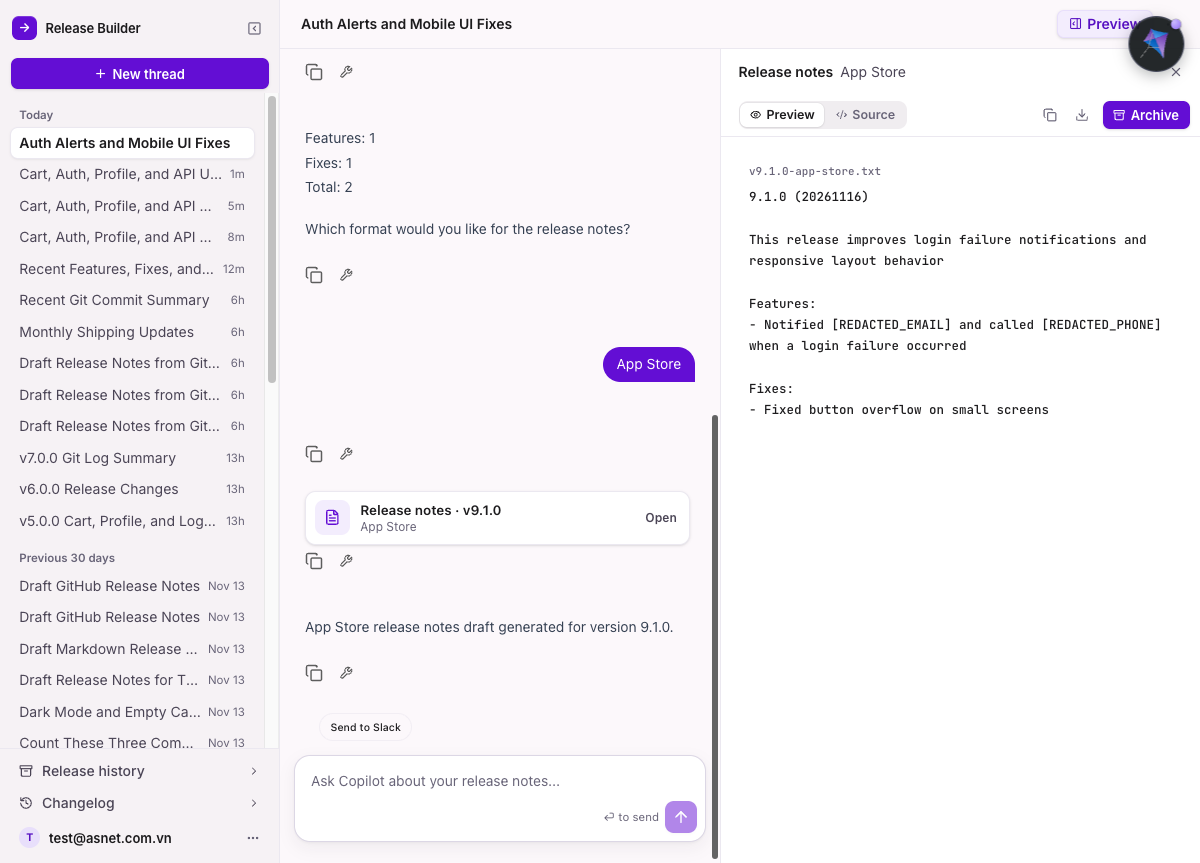 Release Builder
+ New thread
Today
Auth Alerts and Mobile UI Fixes
Cart, Auth, Profile, and API U... 1m
Cart, Auth, Profile, and API ... 5m
Cart, Auth, Profile, and API ... 8m
Recent Features, Fixes, and... 12m
Recent Git Commit Summary 6h
Monthly Shipping Updates 6h
Draft Release Notes from Git... 6h
Draft Release Notes from Git... 6h
Draft Release Notes from Git... 6h
v7.0.0 Git Log Summary 13h
v6.0.0 Release Changes 13h
v5.0.0 Cart, Profile, and Log... 13h
Previous 30 days
Draft GitHub Release Notes Nov 13
Draft GitHub Release Notes Nov 13
Draft Markdown Release ... Nov 13
Draft Release Notes for T... Nov 13
Dark Mode and Empty Ca... Nov 13
Count These Three Com... Nov 13
Release history
Changelog
T test@asnet.com.vn
Auth Alerts and Mobile UI Fixes
Preview
Features: 1
Fixes: 1
Total: 2
Which format would you like for the release notes?
App Store
Release notes · v9.1.0
App Store
Open
App Store release notes draft generated for version 9.1.0.
Send to Slack
Ask Copilot about your release notes...
to send
Release notes App Store
Preview
Source
Archive
v9.1.0-app-store.txt
9.1.0 (20261116)
This release improves login failure notifications and
responsive layout behavior
Features:
- Notified [REDACTED_EMAIL] and called [REDACTED_PHONE]
when a login failure occurred
Fixes:
- Fixed button overflow on small screens